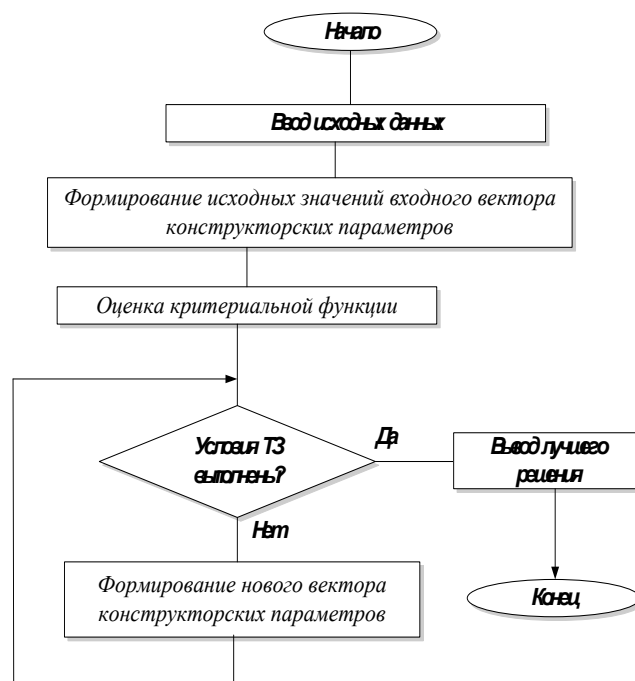 Начало
Ввод исходных данных
Формирование исходных значений входного вектора
конструкторских параметров
Оценка критериальной функции
Условия ТЗ
выполнены?
Да
Вывод лучшего
решения
Нет
Формирование нового вектора
конструкторских параметров
Конец